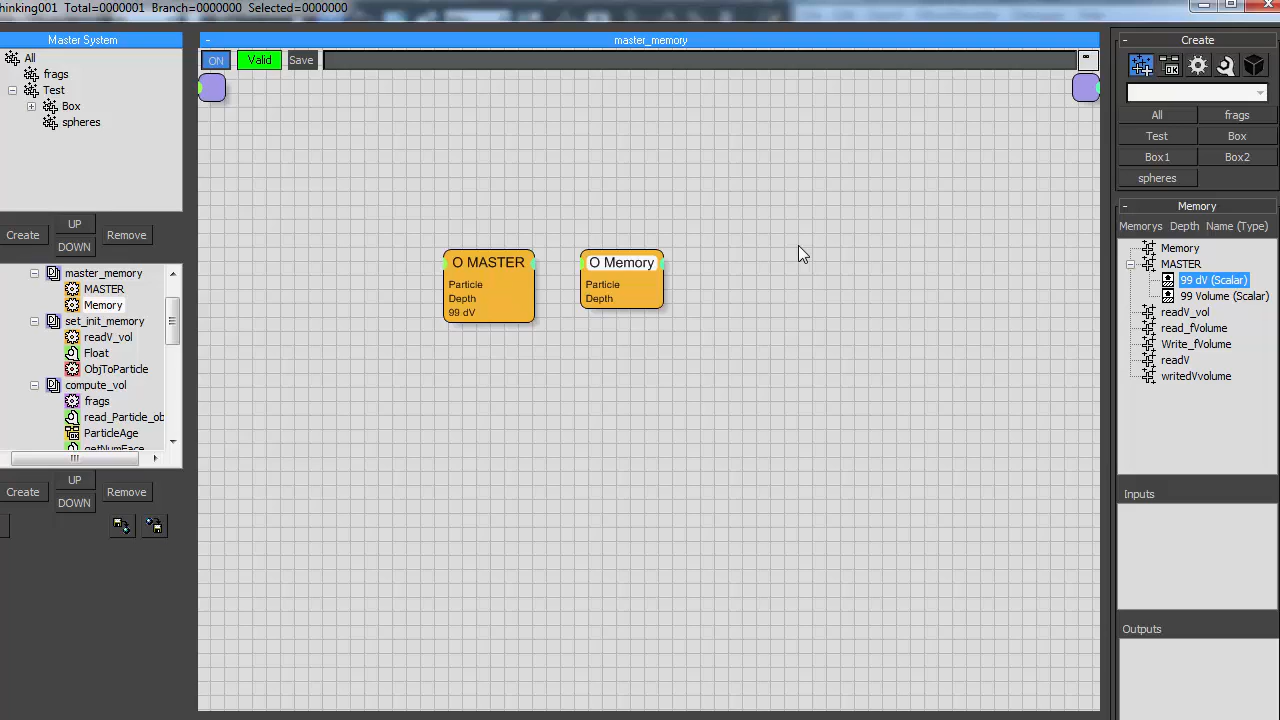 hinking001 Total=0000001 Branch=0000000 Selected=0000000
Master System
All
frags
Test
Box
spheres
Create
UP
DOWN
Remove
master_memory
MASTER
Memory
set_init_memory
readV_vol
Float
ObjToParticle
compute_vol
frags
read_Particle_ob
ParticleAge
getNumFace
Create
UP
DOWN
Remove
- master_memory
ON Valid Save
O MASTER
Particle
Depth
99 dV
O Memory
Particle
Depth
- Create
All frags
Test Box
Box1 Box2
spheres
- Memory
Memorys Depth Name (Type)
Memory
MASTER
99 dV (Scalar)
99 Volume (Scalar)
readV_vol
read_fVolume
Write_fVolume
readV
writedVvolume
Inputs
Outputs